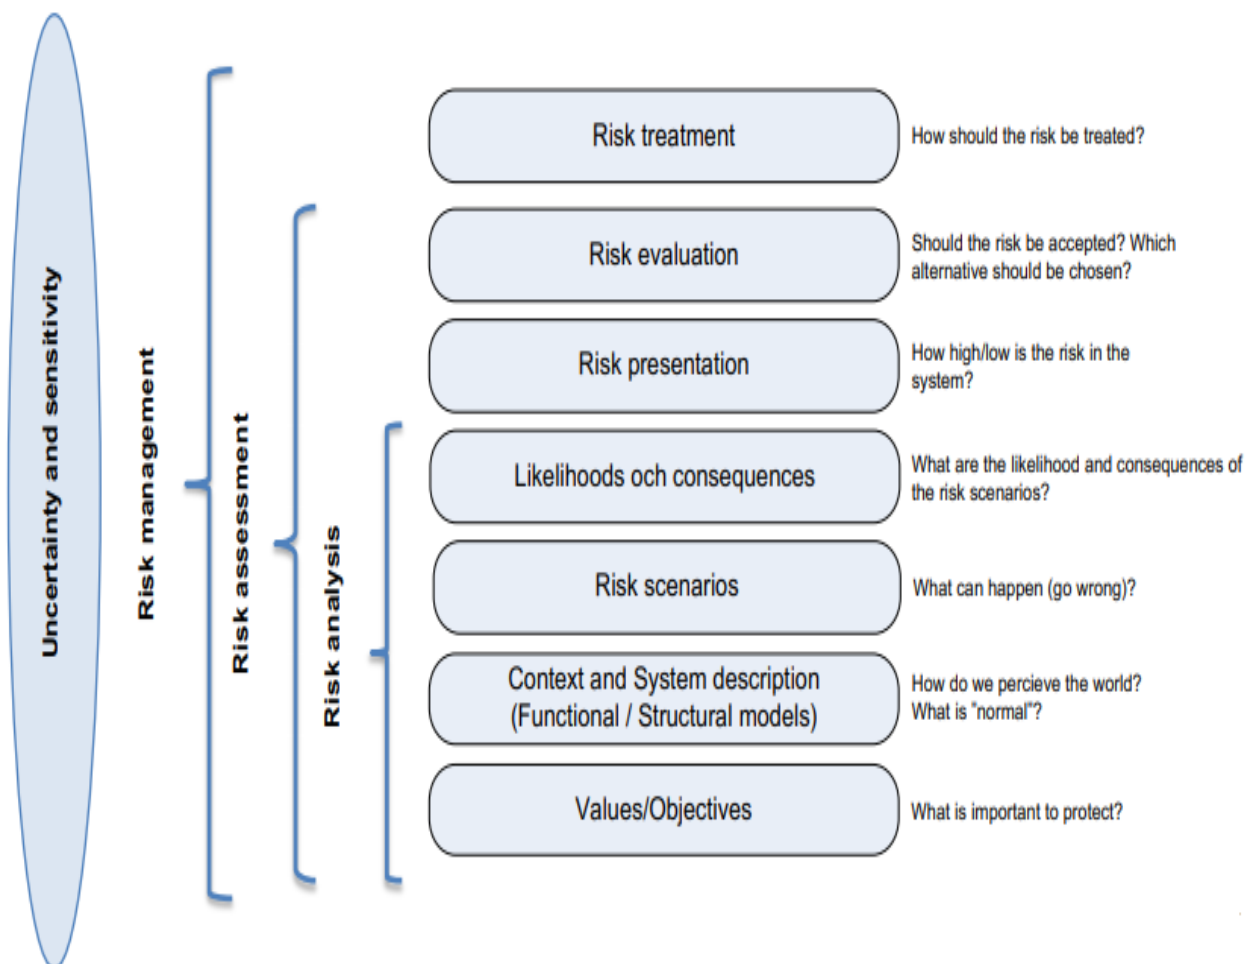 Uncertainty and sensitivity
Risk management
Risk assessment
Risk analysis
Risk treatment
How should the risk be treated?
Risk evaluation
Should the risk be accepted? Which
alternative should be chosen?
Risk presentation
How high/low is the risk in the
system?
Likelihoods och consequences
What are the likelihood and consequences of
the risk scenarios?
Risk scenarios
What can happen (go wrong)?
Context and System description
(Functional / Structural models)
How do we percieve the world?
What is "normal"?
Values/Objectives
What is important to protect?